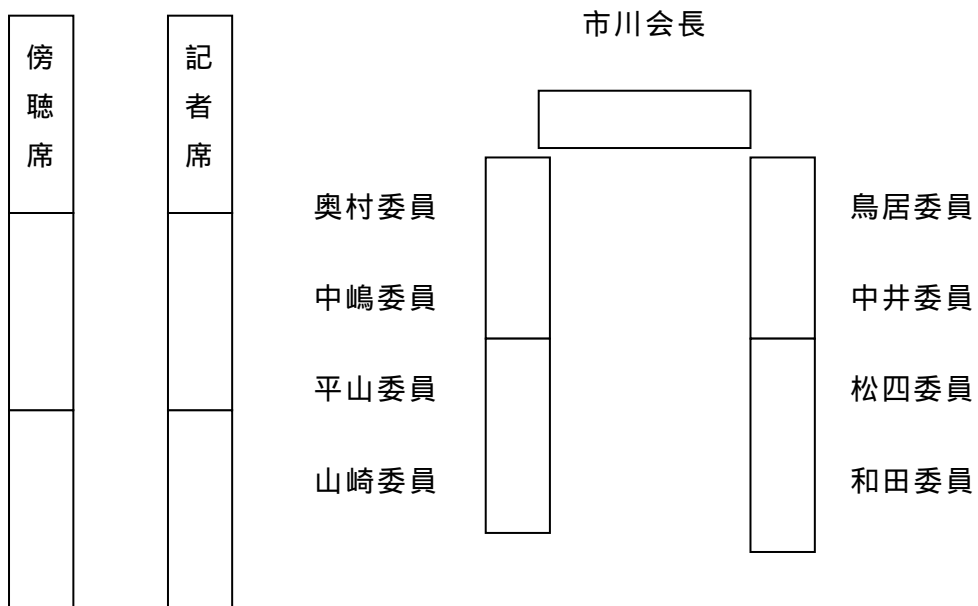 市川会長
傍聴席
記者席
奥村委員
鳥居委員
中嶋委員
中井委員
平山委員
松四委員
山崎委員
和田委員